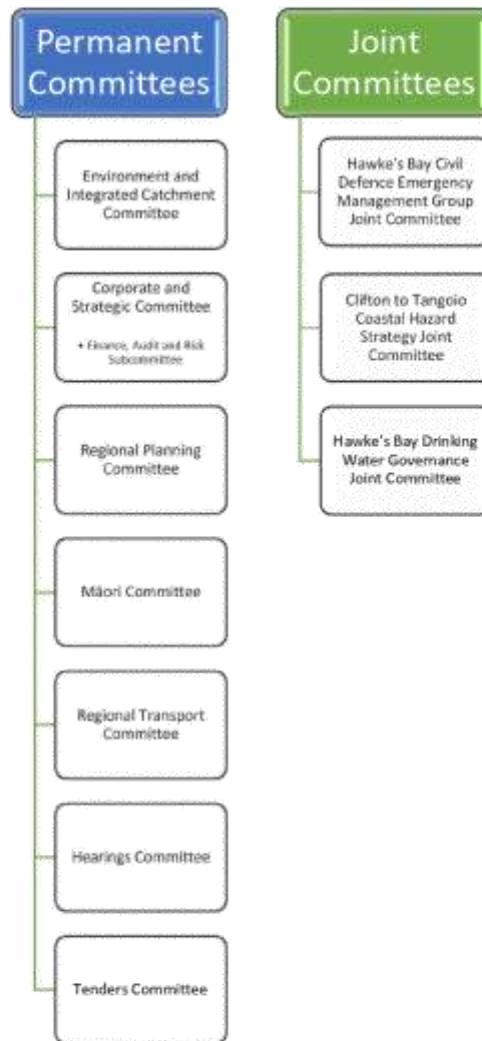 Permanent
Committees
Environment and
Integrated Catchment
Committee
Corporate and
Strategic Committee
• Finance, Audit and Risk
Subcommittee
Regional Planning
Committee
Māori Committee
Regional Transport
Committee
Hearings Committee
Tenders Committee
Joint
Committees
Hawke's Bay Civil
Defence Emergency
Management Group
Joint Committee
Clifton to Tangoio
Coastal Hazard
Strategy Joint
Committee
Hawke's Bay Drinking
Water Governance
Joint Committee